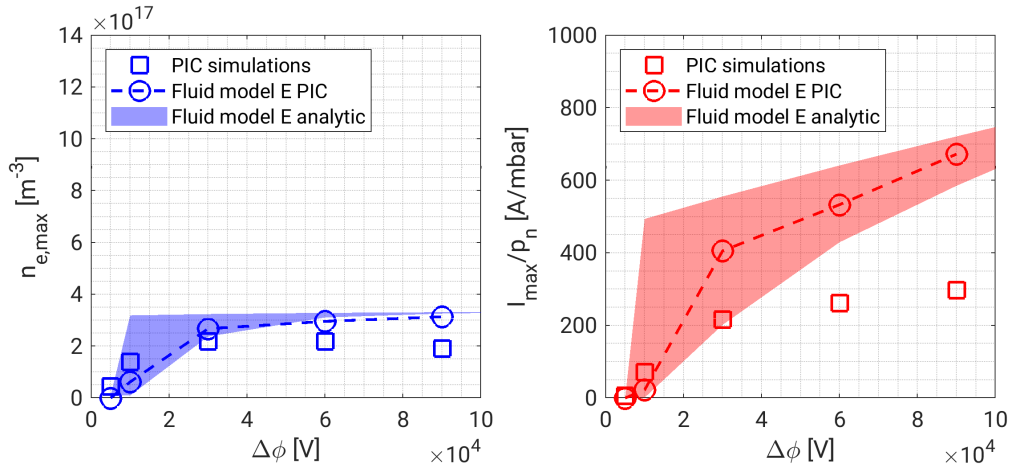 ×10^17
14
12
10
8
6
4
2
0
n_e,max [m^-3]
PIC simulations
Fluid model E PIC
Fluid model E analytic
0 2 4 6 8 10
Δϕ [V]
×10^4
1000
800
600
400
200
0
I_max/p_n [A/mbar]
PIC simulations
Fluid model E PIC
Fluid model E analytic
0 2 4 6 8 10
Δϕ [V]
×10^4